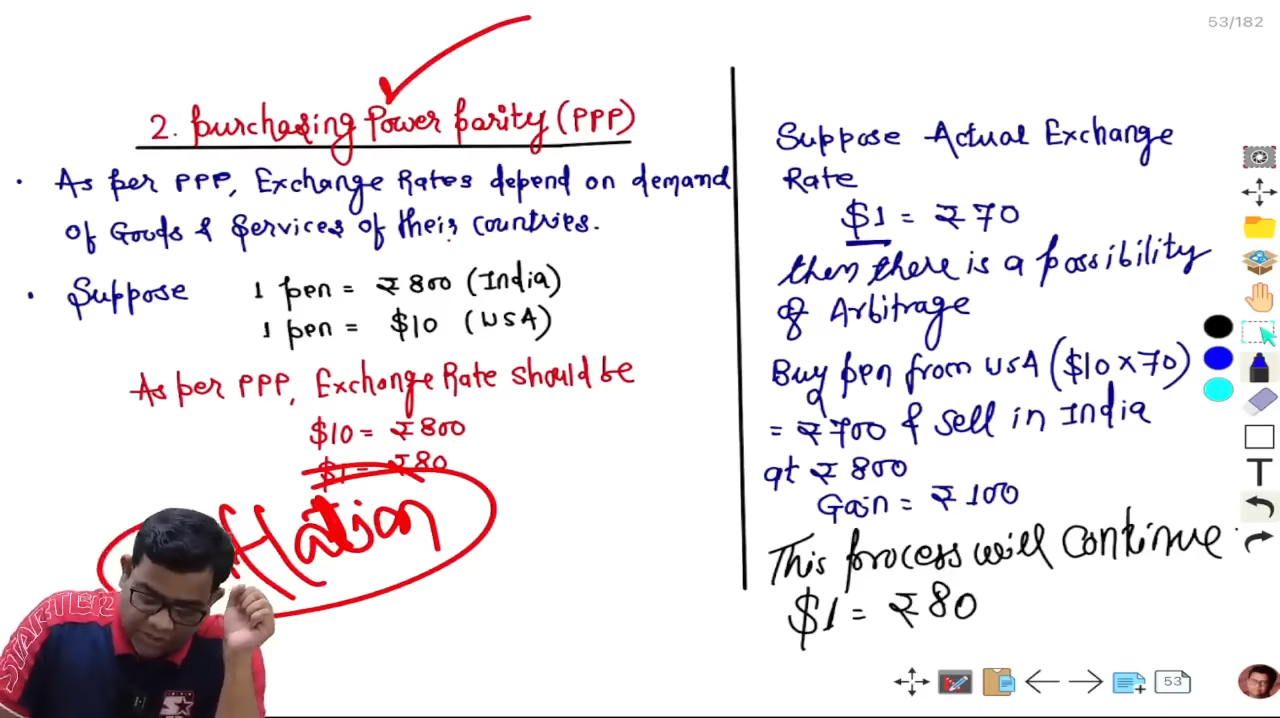 53/182
2. Purchasing Power Parity (PPP)
· As per PPP, Exchange Rates depend on demand
of Goods & Services of their countries.
· Suppose 1 pen = ₹800 (India)
1 pen = $10 (USA)
As per PPP, Exchange Rate should be
$10 = ₹800
$1 = ₹80
flation
STARTER
Suppose Actual Exchange
Rate
$1 = ₹70
then there is a possibility
of Arbitrage
Buy pen from USA ($10 × 70)
= ₹700 & sell in India
at ₹800
Gain = ₹100
This process will continue
$1 = ₹80
T
53